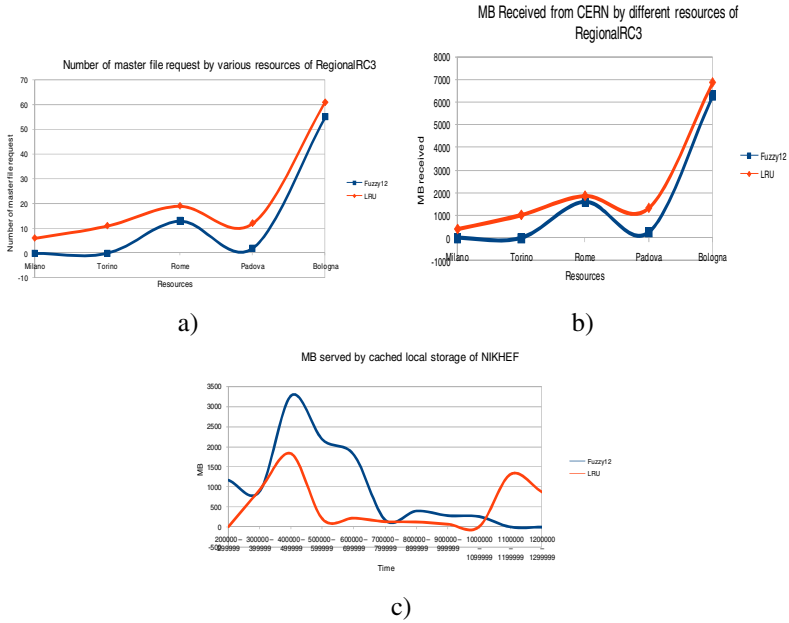 Number of master file request by various resources of RegionalRC3
70
60
50
40
30
20
10
0
-10
Number of master file request
Milano Torino Rome Padova Bologna
Resources
Fuzzy12
LRU
a)
MB Received from CERN by different resources of
RegionalRC3
8000
7000
6000
5000
4000
3000
2000
1000
0
-1000
MB received
Milano Torino Rome Padova Bologna
Resources
Fuzzy12
LRU
b)
MB served by cached local storage of NIKHEF
3500
3000
2500
2000
1500
1000
500
0
-500
MB
200000– 300000– 400000– 500000– 600000– 700000– 800000– 900000– 1000000 1100000 1200000
399999 499999 599999 699999 799999 899999 999999 – – –
1099999 1199999 1299999
Time
Fuzzy12
LRU
c)